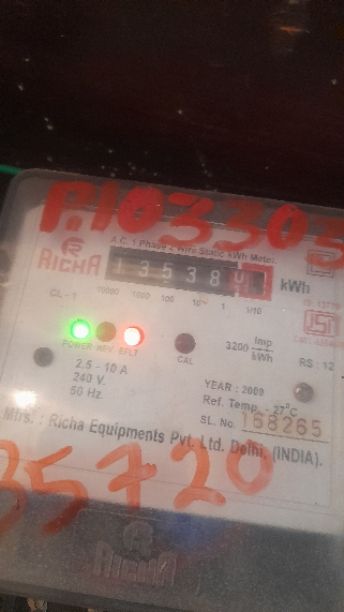 P.103303
A.C. 1 Phase 2 Wire Static kWh Meter.
RICHA
13538
kWh
CL - 1
10000 1000 100 10 1 1/10
POWER REV. EFLT
CAL
3200 imp/kWh
RS : 12
2.5 - 10 A
240 V.
50 Hz.
YEAR : 2009
Ref. Temp. - 27°C
SL. No. 168265
Mfrs. : Richa Equipments Pvt. Ltd. Delhi, (INDIA).
35720
RICHA